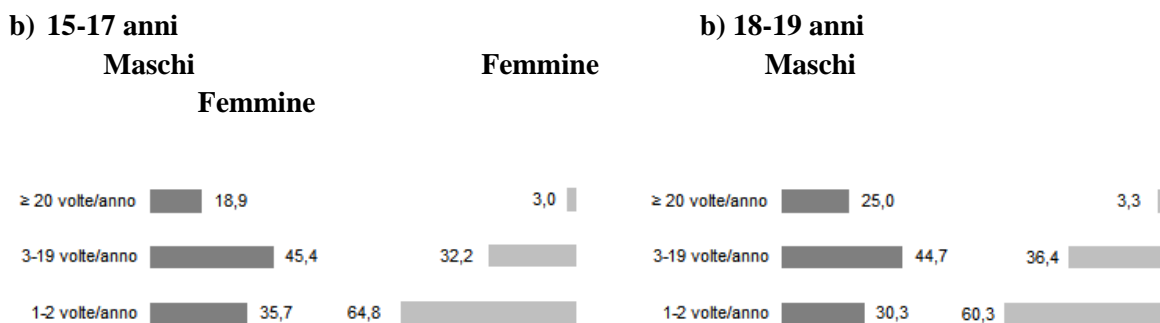 b) 15-17 anni b) 18-19 anni
Maschi Femmine Maschi
Femmine
≥ 20 volte/anno 18,9 3,0 ≥ 20 volte/anno 25,0 3,3
3-19 volte/anno 45,4 32,2 3-19 volte/anno 44,7 36,4
1-2 volte/anno 35,7 64,8 1-2 volte/anno 30,3 60,3